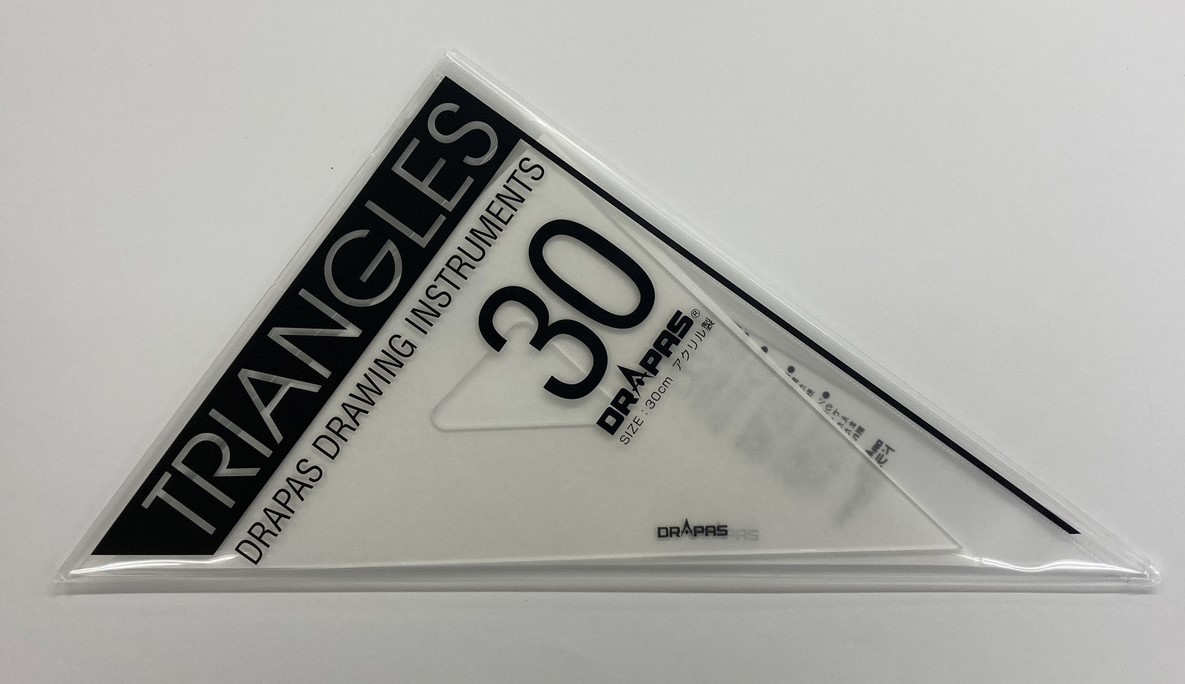 TRIANGLES
DRAPAS DRAWING INSTRUMENTS
30
DRAPAS®
SIZE : 30cm アクリル製
DRAPAS